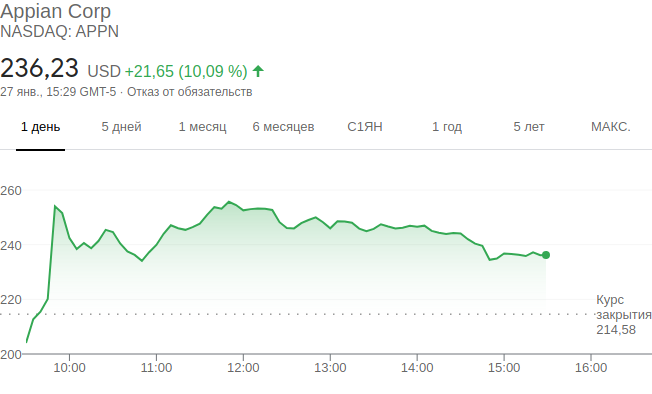 Appian Corp
NASDAQ: APPN
236,23 USD +21,65 (10,09 %)
27 янв., 15:29 GMT-5 · Отказ от обязательств
1 день 5 дней 1 месяц 6 месяцев С1ЯН 1 год 5 лет МАКС.
260
240
220
Курс
закрытия
214,58
200
10:00 11:00 12:00 13:00 14:00 15:00 16:00